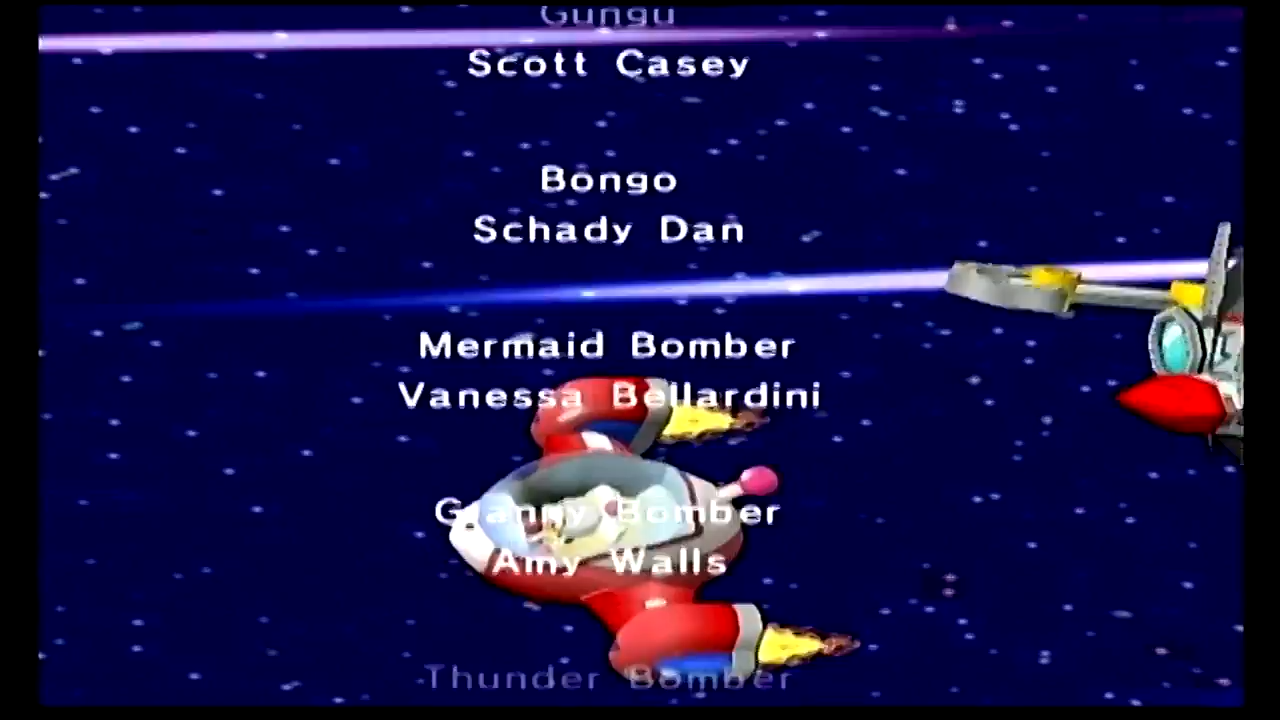 Gungu
Scott Casey
Bongo
Schady Dan
Mermaid Bomber
Vanessa Bellardini
Granny Bomber
Amy Walls
Thunder Bomber